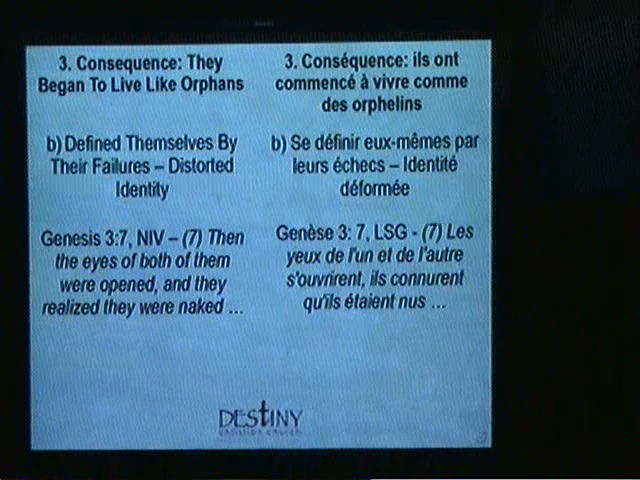 3. Consequence: They
Began To Live Like Orphans
b) Defined Themselves By
Their Failures – Distorted
Identity
Genesis 3:7, NIV – (7) Then
the eyes of both of them
were opened, and they
realized they were naked …
3. Conséquence: ils ont
commencé à vivre comme
des orphelins
b) Se définir eux-mêmes par
leurs échecs – Identité
déformée
Genèse 3: 7, LSG - (7) Les
yeux de l'un et de l'autre
s'ouvrirent, ils connurent
qu'ils étaient nus …
DESTINY
CHRISTIAN CHURCH